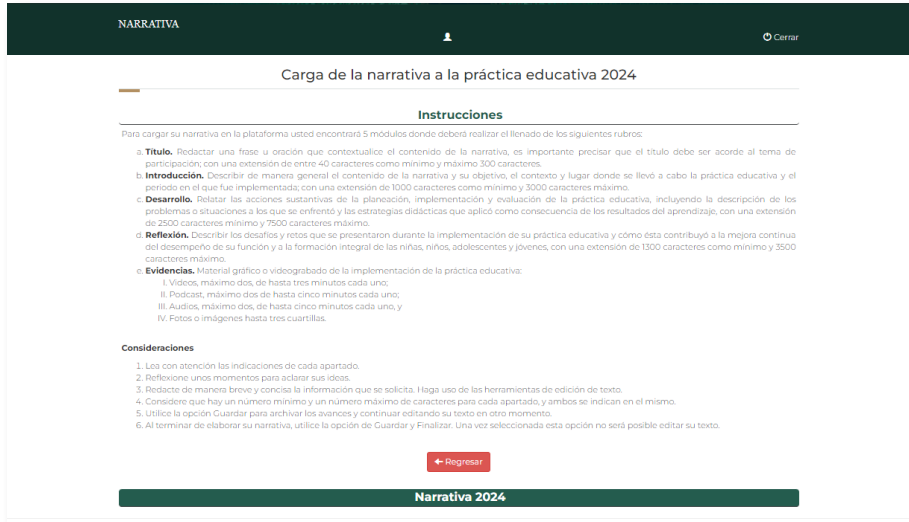 NARRATIVA
Cerrar
Carga de la narrativa a la práctica educativa 2024
Instrucciones
Para cargar su narrativa en la plataforma usted encontrará 5 módulos donde deberá realizar el llenado de los siguientes rubros:
a. Título. Redactar una frase u oración que contextualice el contenido de la narrativa, es importante precisar que el título debe ser acorde al tema de
participación; con una extensión de entre 40 caracteres como mínimo y máximo 300 caracteres.
b. Introducción. Describir de manera general el contenido de la narrativa y su objetivo, el contexto y lugar donde se llevó a cabo la práctica educativa y el
periodo en el que fue implementada; con una extensión de 1000 caracteres como mínimo y 3000 caracteres máximo.
c. Desarrollo. Relatar las acciones sustantivas de la planeación, implementación y evaluación de la práctica educativa, incluyendo la descripción de los
problemas o situaciones a los que se enfrentó y las estrategias didácticas que aplicó como consecuencia de los resultados del aprendizaje, con una extensión
de 2500 caracteres mínimo y 7500 caracteres máximo.
d. Reflexión. Describir los desafíos y retos que se presentaron durante la implementación de su práctica educativa y cómo ésta contribuyó a la mejora continua
del desempeño de su función y a la formación integral de las niñas, niños, adolescentes y jóvenes, con una extensión de 1300 caracteres como mínimo y 3500
caracteres máximo.
e. Evidencias. Material gráfico o videograbado de la implementación de la práctica educativa:
I. Videos, máximo dos, de hasta tres minutos cada uno;
II. Podcast, máximo dos de hasta cinco minutos cada uno;
III. Audios, máximo dos, de hasta cinco minutos cada uno, y
IV. Fotos o imágenes hasta tres cuartillas.
Consideraciones
1. Lea con atención las indicaciones de cada apartado.
2. Reflexione unos momentos para aclarar sus ideas.
3. Redacte de manera breve y concisa la información que se solicita. Haga uso de las herramientas de edición de texto.
4. Considere que hay un número mínimo y un número máximo de caracteres para cada apartado, y ambos se indican en el mismo.
5. Utilice la opción Guardar para archivar los avances y continuar editando su texto en otro momento.
6. Al terminar de elaborar su narrativa, utilice la opción de Guardar y Finalizar. Una vez seleccionada esta opción no será posible editar su texto.
Regresar
Narrativa 2024